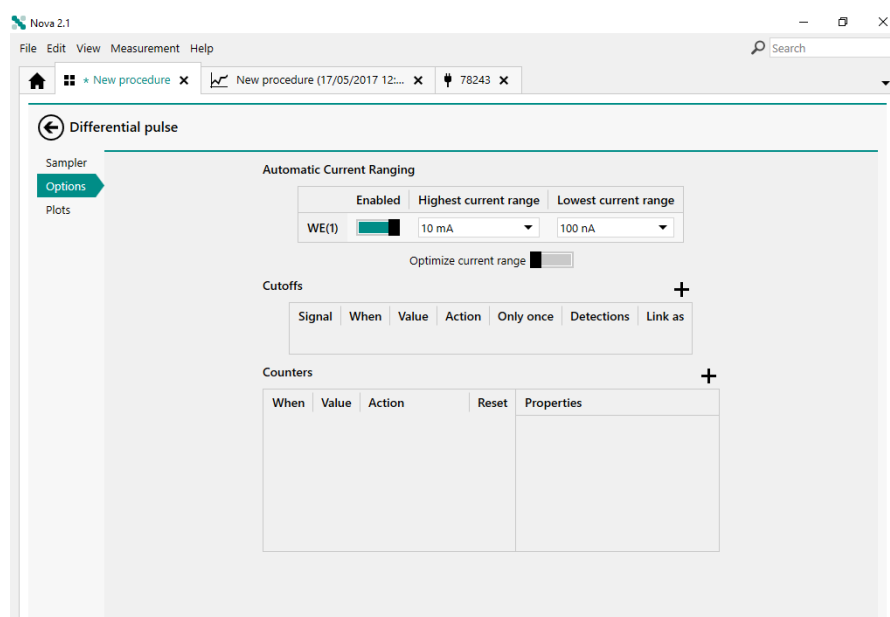 Nova 2.1
File Edit View Measurement Help
Search
* New procedure
New procedure (17/05/2017 12:...
78243
Differential pulse
Sampler
Options
Plots
Automatic Current Ranging
Enabled Highest current range Lowest current range
WE(1) 10 mA 100 nA
Optimize current range
Cutoffs
Signal When Value Action Only once Detections Link as
Counters
When Value Action Reset Properties